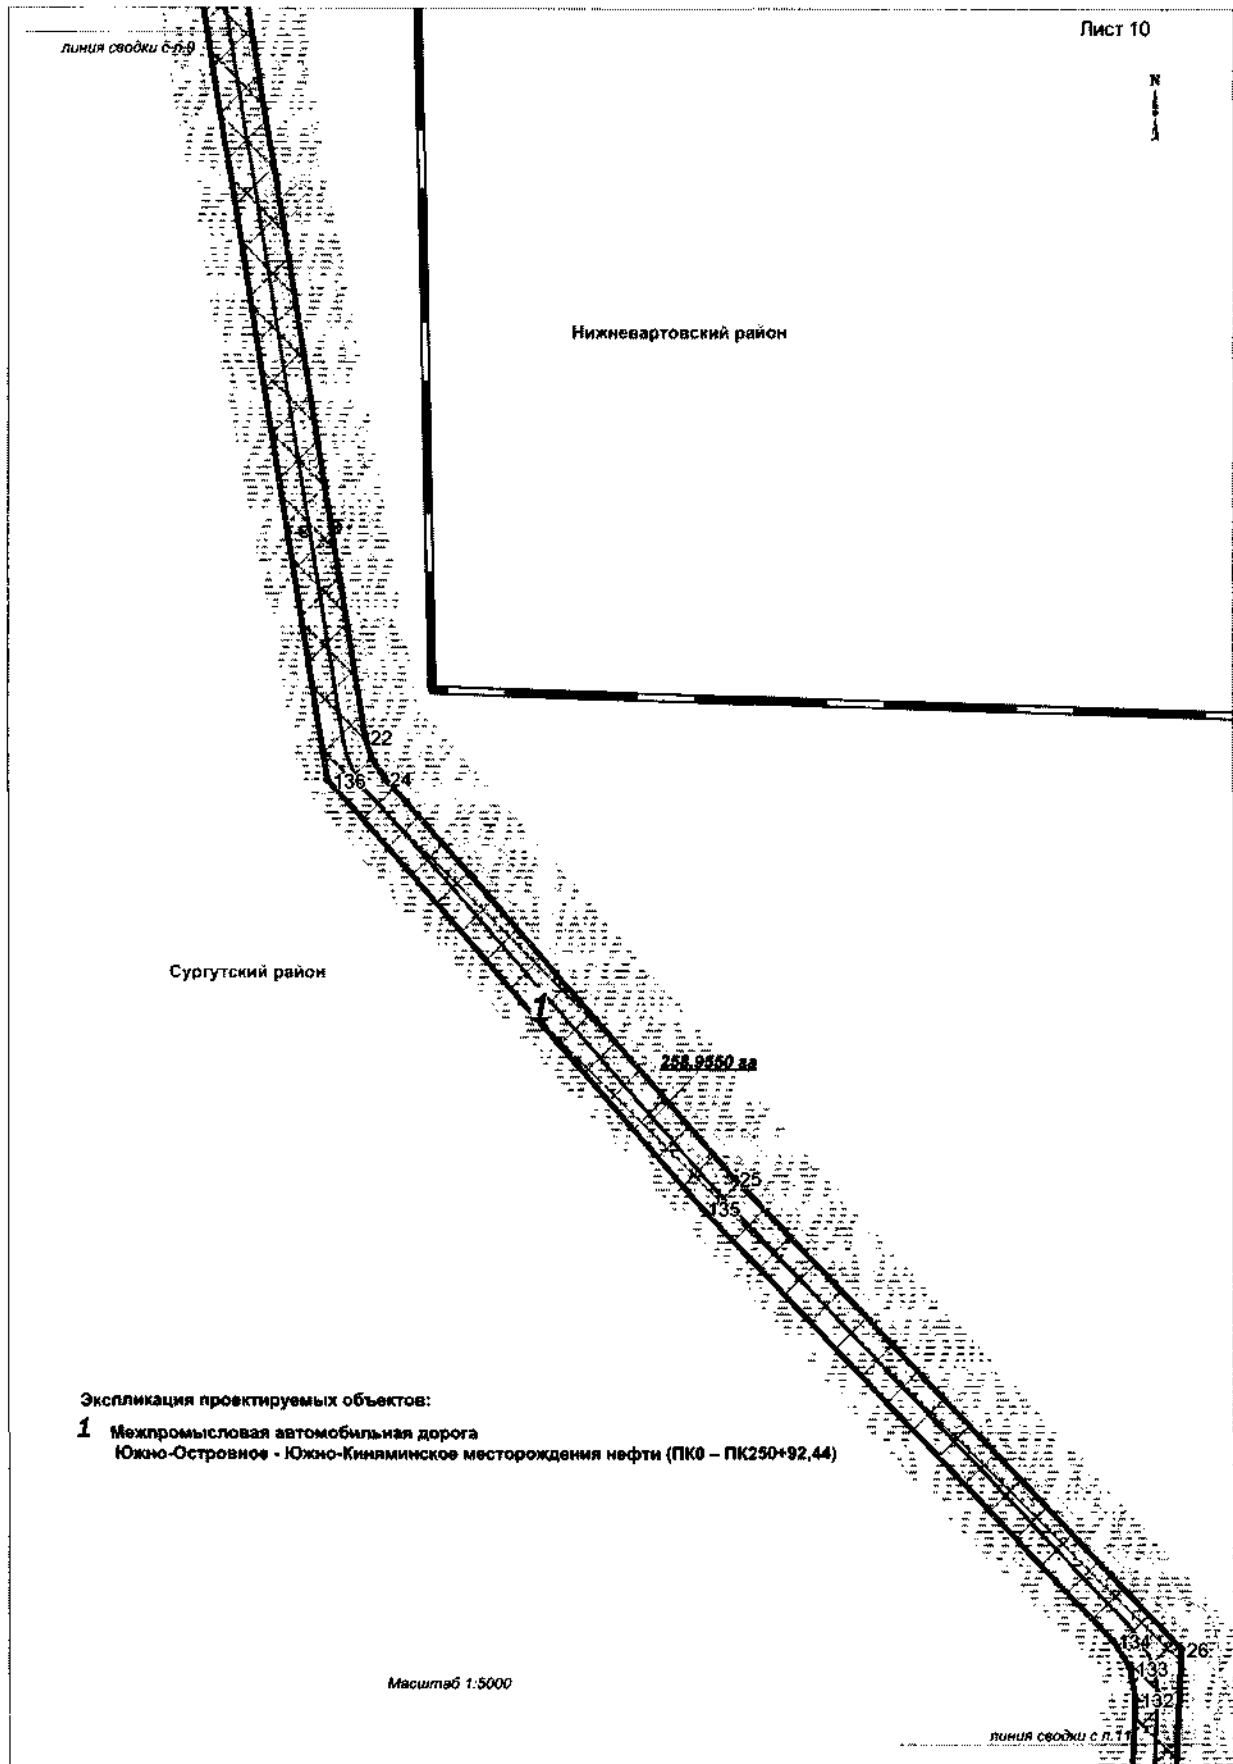 Лист 10
линия сводки с л.9
N
Нижневартовский район
22
136
24
Сургутский район
1
258,9550 га
25
135
Экспликация проектируемых объектов:
1 Межпромысловая автомобильная дорога
Южно-Островное - Южно-Киняминское месторождения нефти (ПК0 – ПК250+92,44)
134
26
133
Масштаб 1:5000
132
линия сводки с л.11